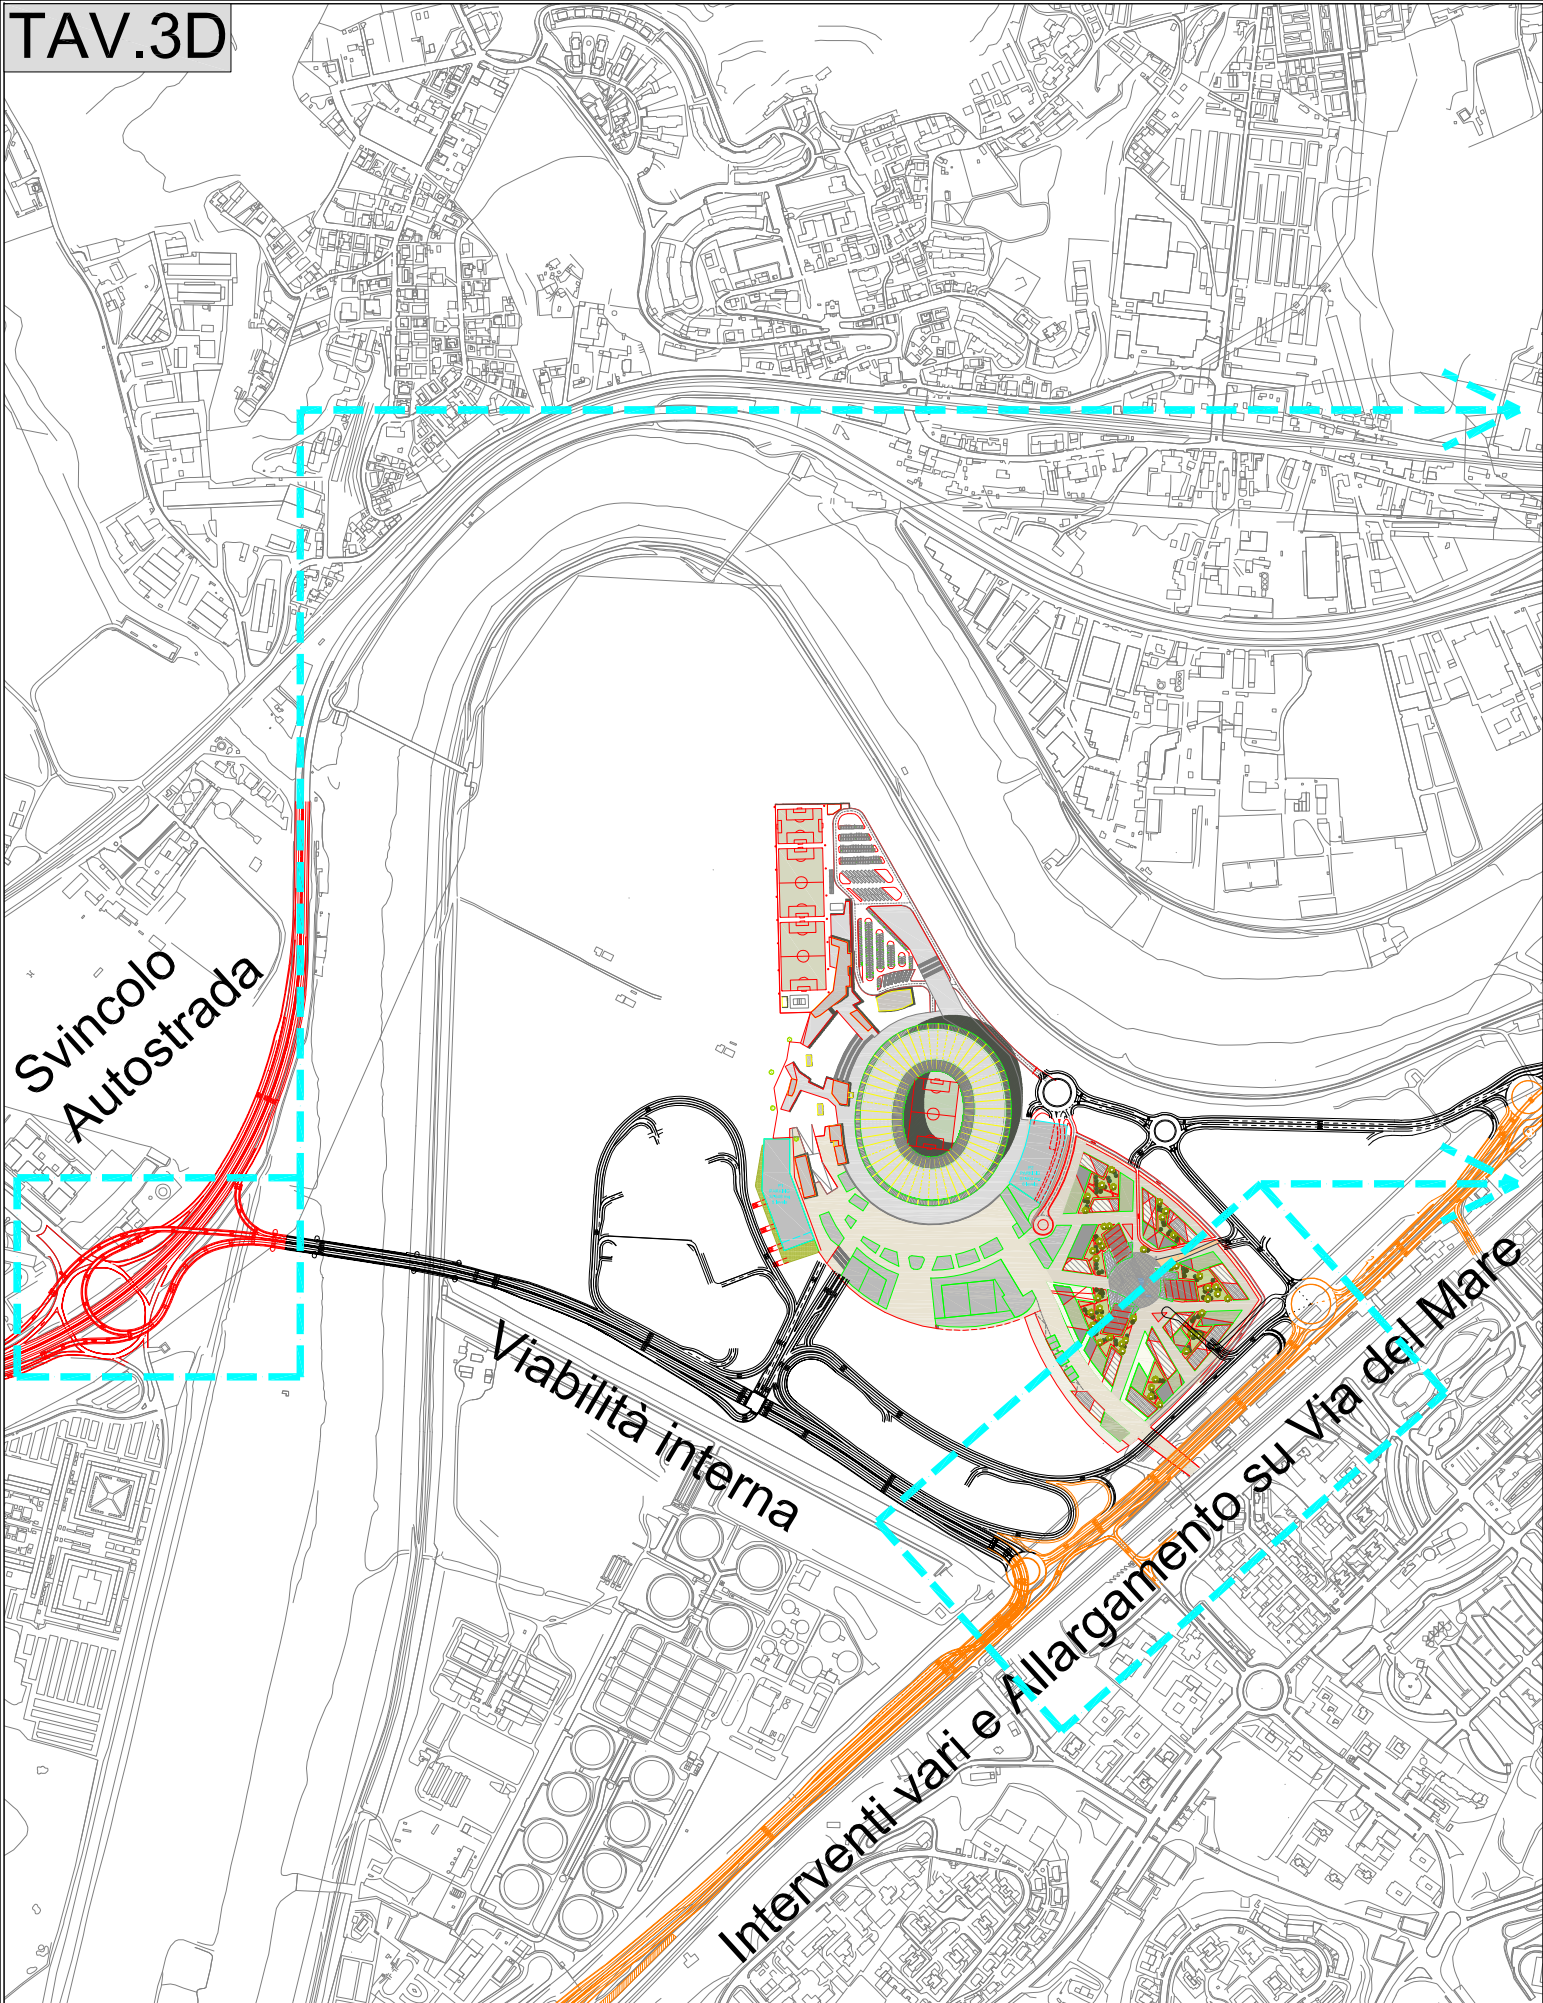 TAV.3D
Svincolo
Autostrada
Viabilità interna
Interventi vari e Allargamento su Via del Mare